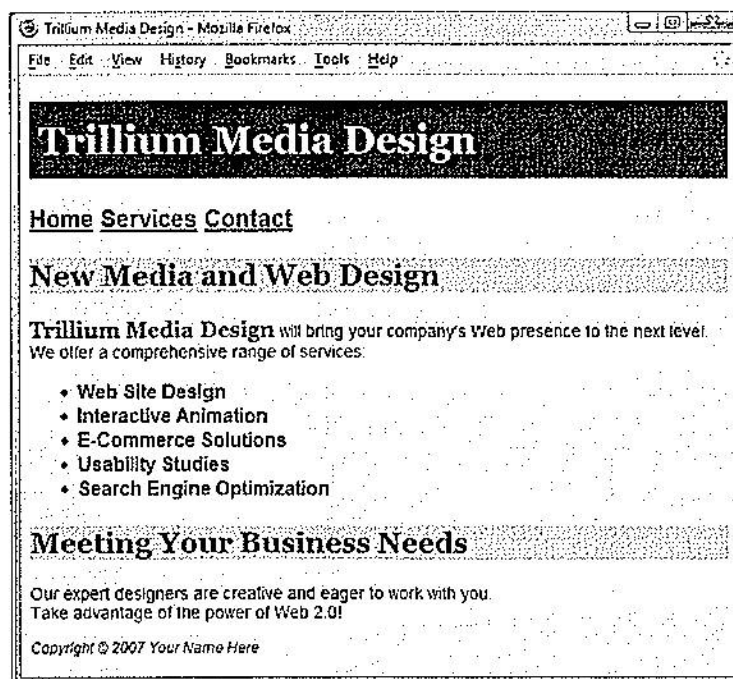 Trillium Media Design - Mozilla Firefox
File Edit View History Bookmarks Tools Help
Trillium Media Design
Home Services Contact
New Media and Web Design
Trillium Media Design will bring your company's Web presence to the next level.
We offer a comprehensive range of services:
• Web Site Design
• Interactive Animation
• E-Commerce Solutions
• Usability Studies
• Search Engine Optimization
Meeting Your Business Needs
Our expert designers are creative and eager to work with you.
Take advantage of the power of Web 2.0!
Copyright © 2007 Your Name Here